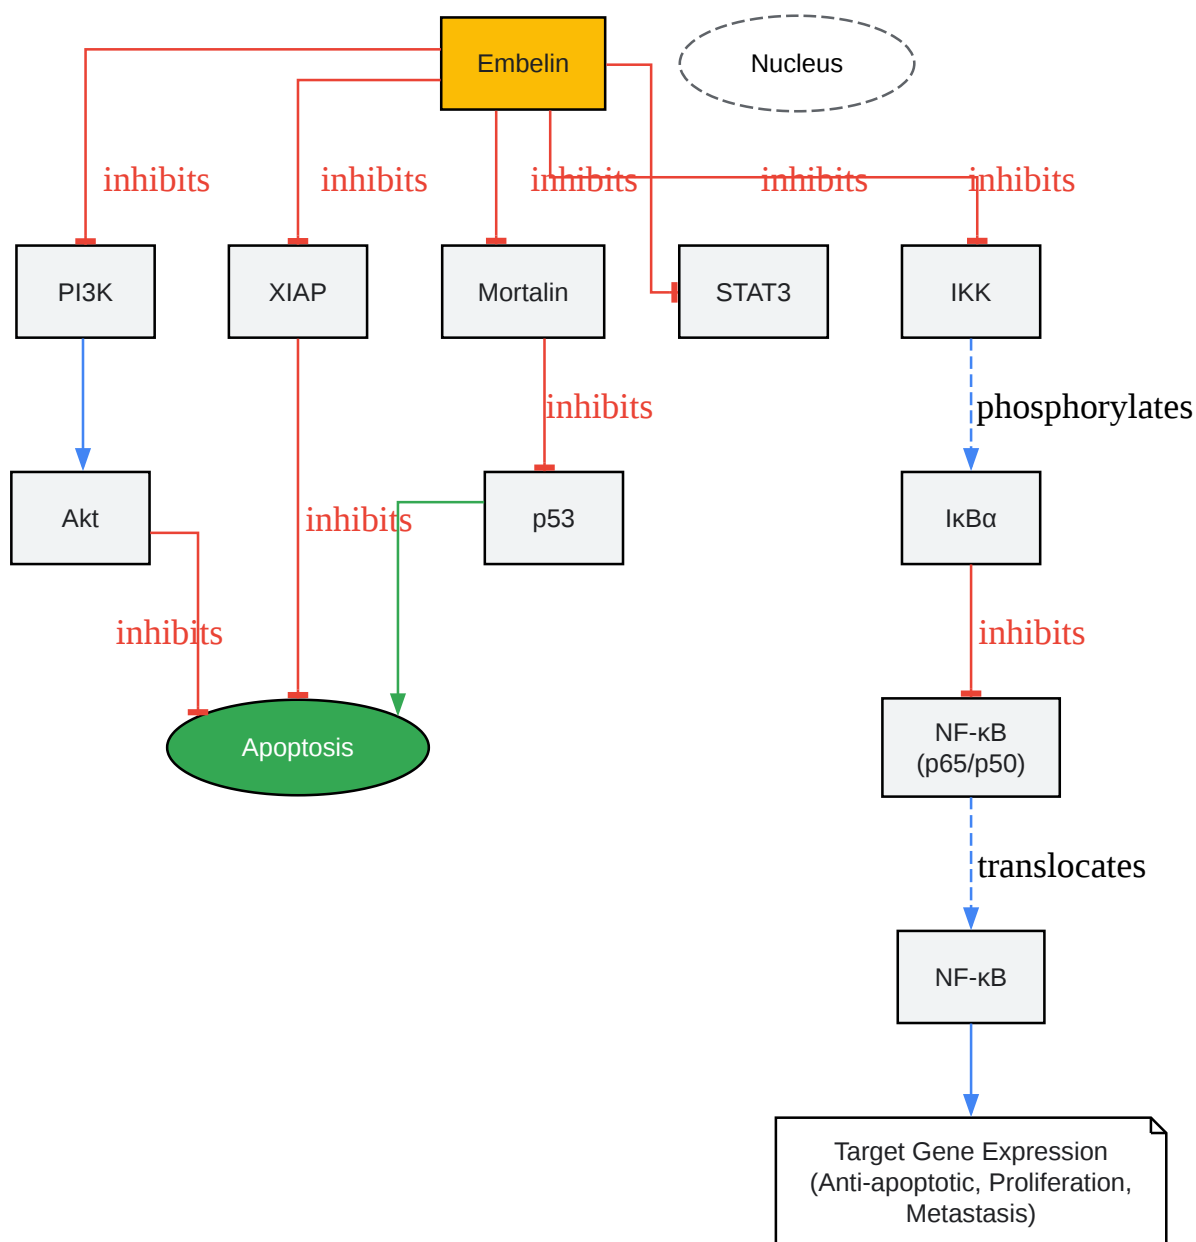 Embelin
Nucleus
inhibits
inhibits
inhibits
inhibits
inhibits
PI3K
XIAP
Mortalin
STAT3
IKK
inhibits
phosphorylates
Akt
inhibits
p53
IκBα
inhibits
inhibits
Apoptosis
NF-κB
(p65/p50)
translocates
NF-κB
Target Gene Expression
(Anti-apoptotic, Proliferation,
Metastasis)